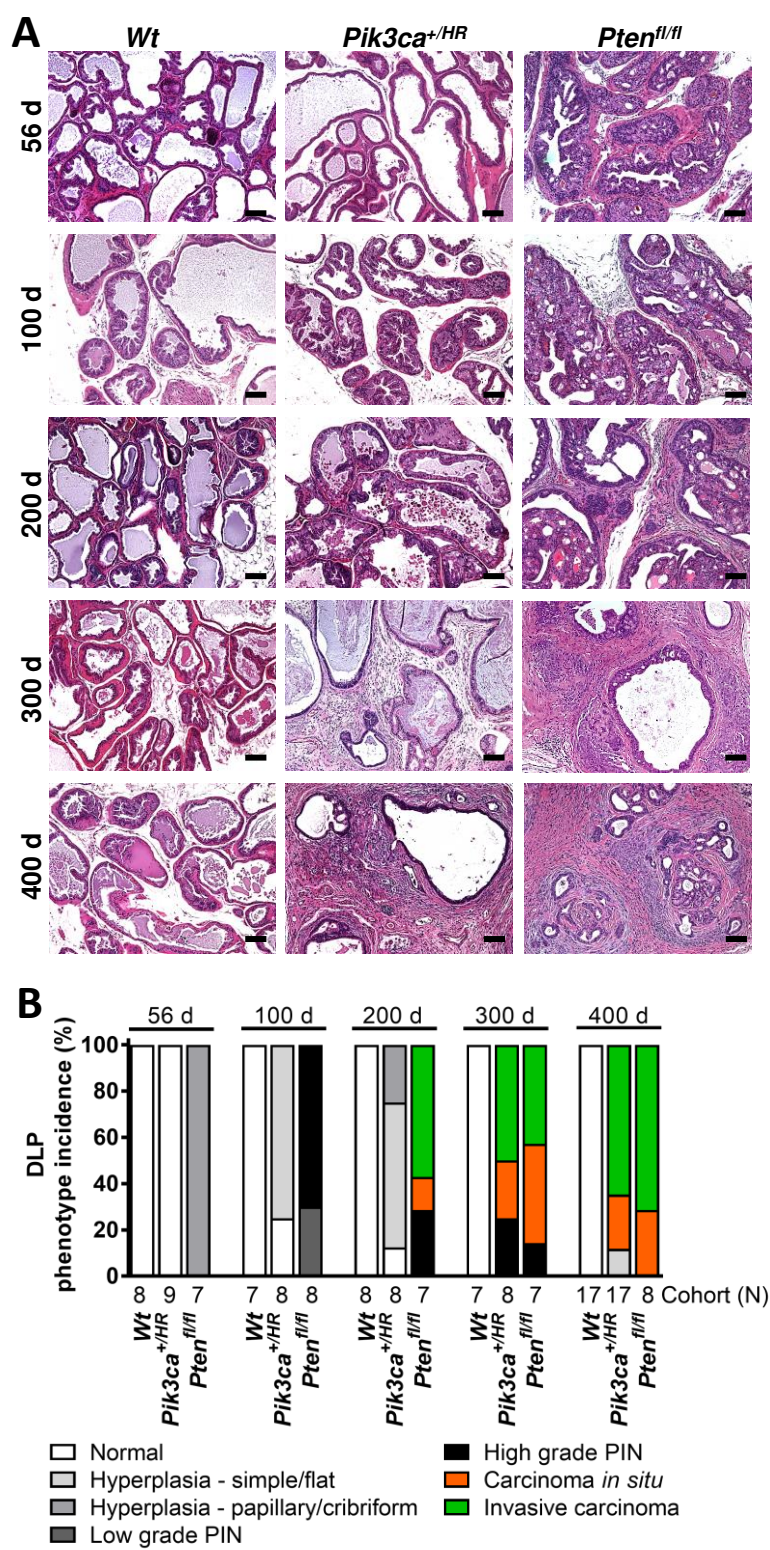 A
Wt Pik3ca+/HR Ptenfl/fl
56 d
100 d
200 d
300 d
400 d
B
56 d 100 d 200 d 300 d 400 d
DLP
phenotype incidence (%)
100
80
60
40
20
0
8 9 7 7 8 8 8 8 7 7 8 7 17 17 8 Cohort (N)
Wt Pik3ca+/HR Ptenfl/fl Wt Pik3ca+/HR Ptenfl/fl Wt Pik3ca+/HR Ptenfl/fl Wt Pik3ca+/HR Ptenfl/fl Wt Pik3ca+/HR Ptenfl/fl
Normal
Hyperplasia - simple/flat
Hyperplasia - papillary/cribriform
Low grade PIN
High grade PIN
Carcinoma in situ
Invasive carcinoma